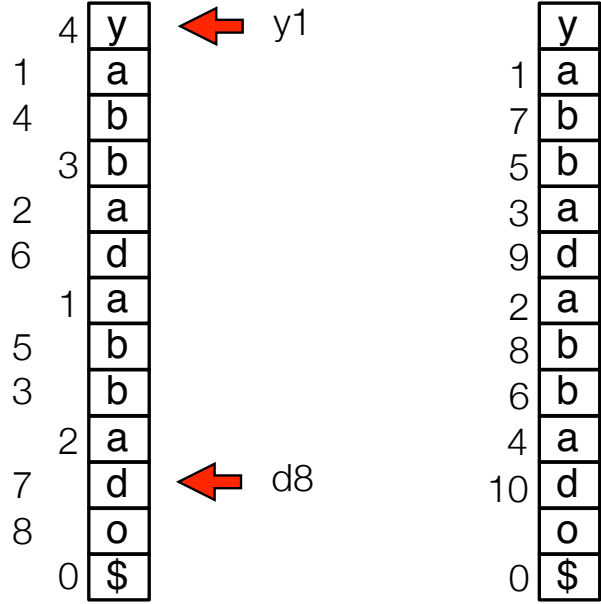 4 y y1 y
1 a 1 a
4 b 7 b
3 b 5 b
2 a 3 a
6 d 9 d
1 a 2 a
5 b 8 b
3 b 6 b
2 a 4 a
7 d d8 10 d
8 o o
0 $ 0 $